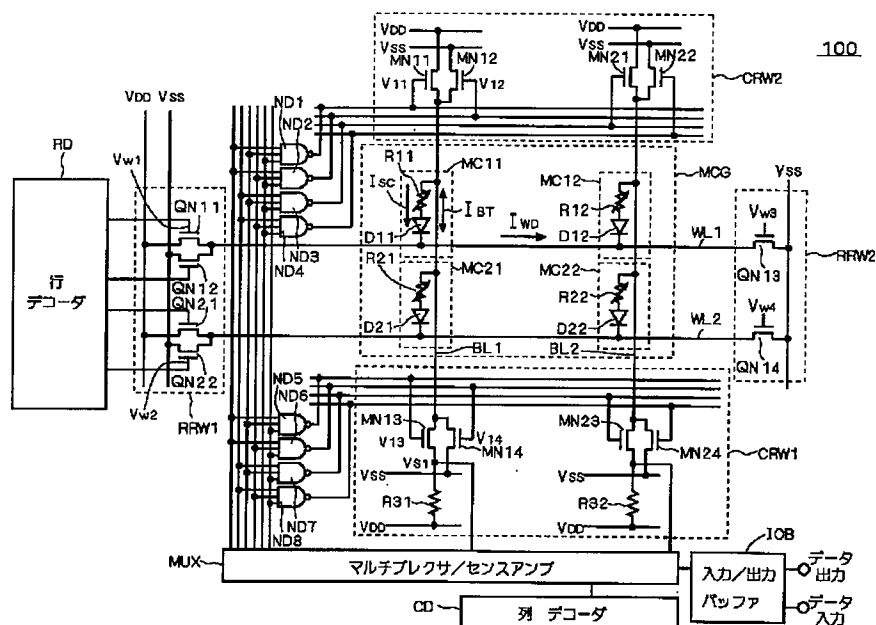 VDD
VSS
MN11
MN12
V11
V12
VDD
VSS
MN21
MN22
CRW2
100
VDD
VSS
ND1
ND2
ND3
ND4
RD
行
デコーダ
VW1
QN11
QN12
QN21
QN22
VW2
RRW1
R11
MC11
ISC
IBT
D11
IWD
MC12
R12
D12
MCG
WL1
VSS
VW3
QN13
RRW2
R21
MC21
D21
BL1
MC22
R22
D22
BL2
WL2
VW4
QN14
ND5
ND6
ND7
ND8
MN13
V13
V14
MN14
VS1
VSS
R31
VDD
MN23
MN24
VSS
R32
VDD
CRW1
MUX
マルチプレクサ/センスアンプ
CD
列 デコーダ
IOB
入力/出力
バッファ
データ
出力
データ
入力